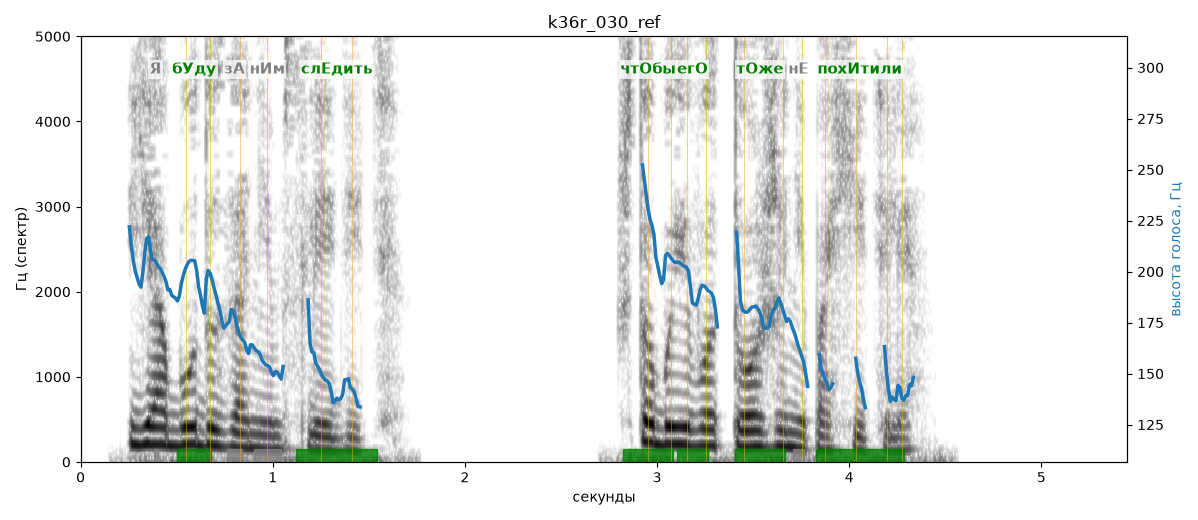 k36r_030_ref
Я бУду зА нИм слЕдить чтОбыегО тОже нЕ похИтили
5000
4000
3000
2000
1000
0
Гц (спектр)
300
275
250
225
200
175
150
125
высота голоса, Гц
0 1 2 3 4 5
секунды